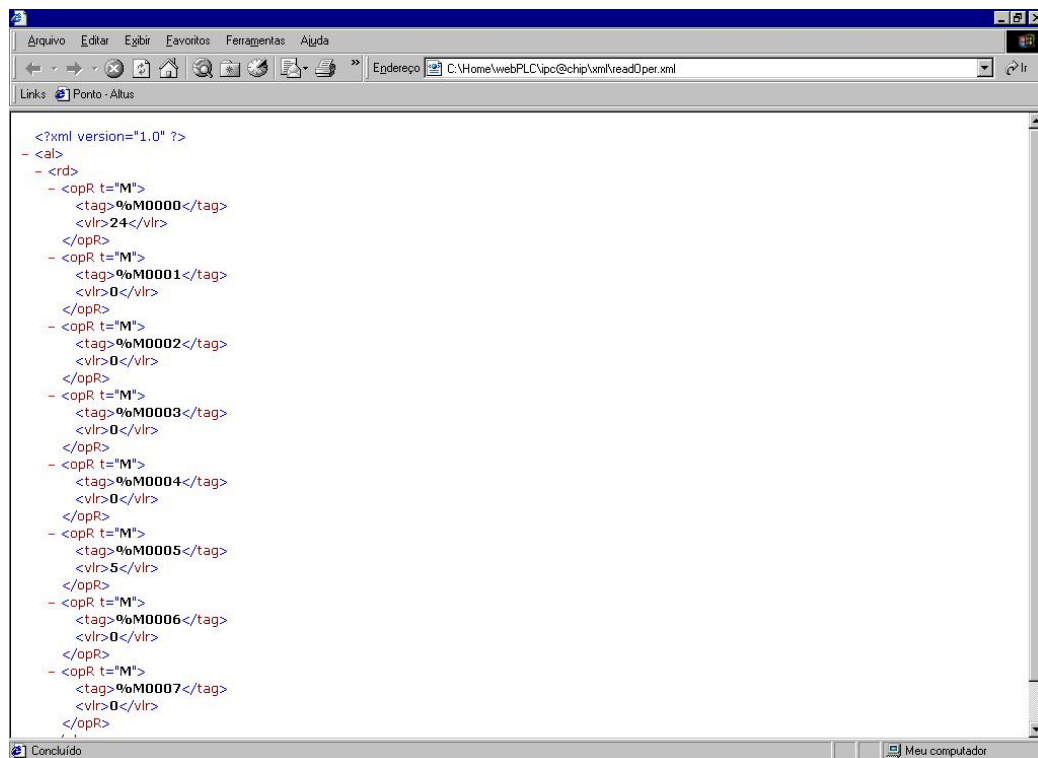 Arquivo Editar Exibir Favoritos Ferramentas Ajuda
Endereço C:\Home\webPLC\ipc@chip\xml\readOper.xml Ir
Links Ponto - Altus
<?xml version="1.0" ?>
- <al>
- <rd>
- <opR t="M">
<tag>%M0000</tag>
<vlr>24</vlr>
</opR>
- <opR t="M">
<tag>%M0001</tag>
<vlr>0</vlr>
</opR>
- <opR t="M">
<tag>%M0002</tag>
<vlr>0</vlr>
</opR>
- <opR t="M">
<tag>%M0003</tag>
<vlr>0</vlr>
</opR>
- <opR t="M">
<tag>%M0004</tag>
<vlr>0</vlr>
</opR>
- <opR t="M">
<tag>%M0005</tag>
<vlr>5</vlr>
</opR>
- <opR t="M">
<tag>%M0006</tag>
<vlr>0</vlr>
</opR>
- <opR t="M">
<tag>%M0007</tag>
<vlr>0</vlr>
</opR>
Concluído Meu computador